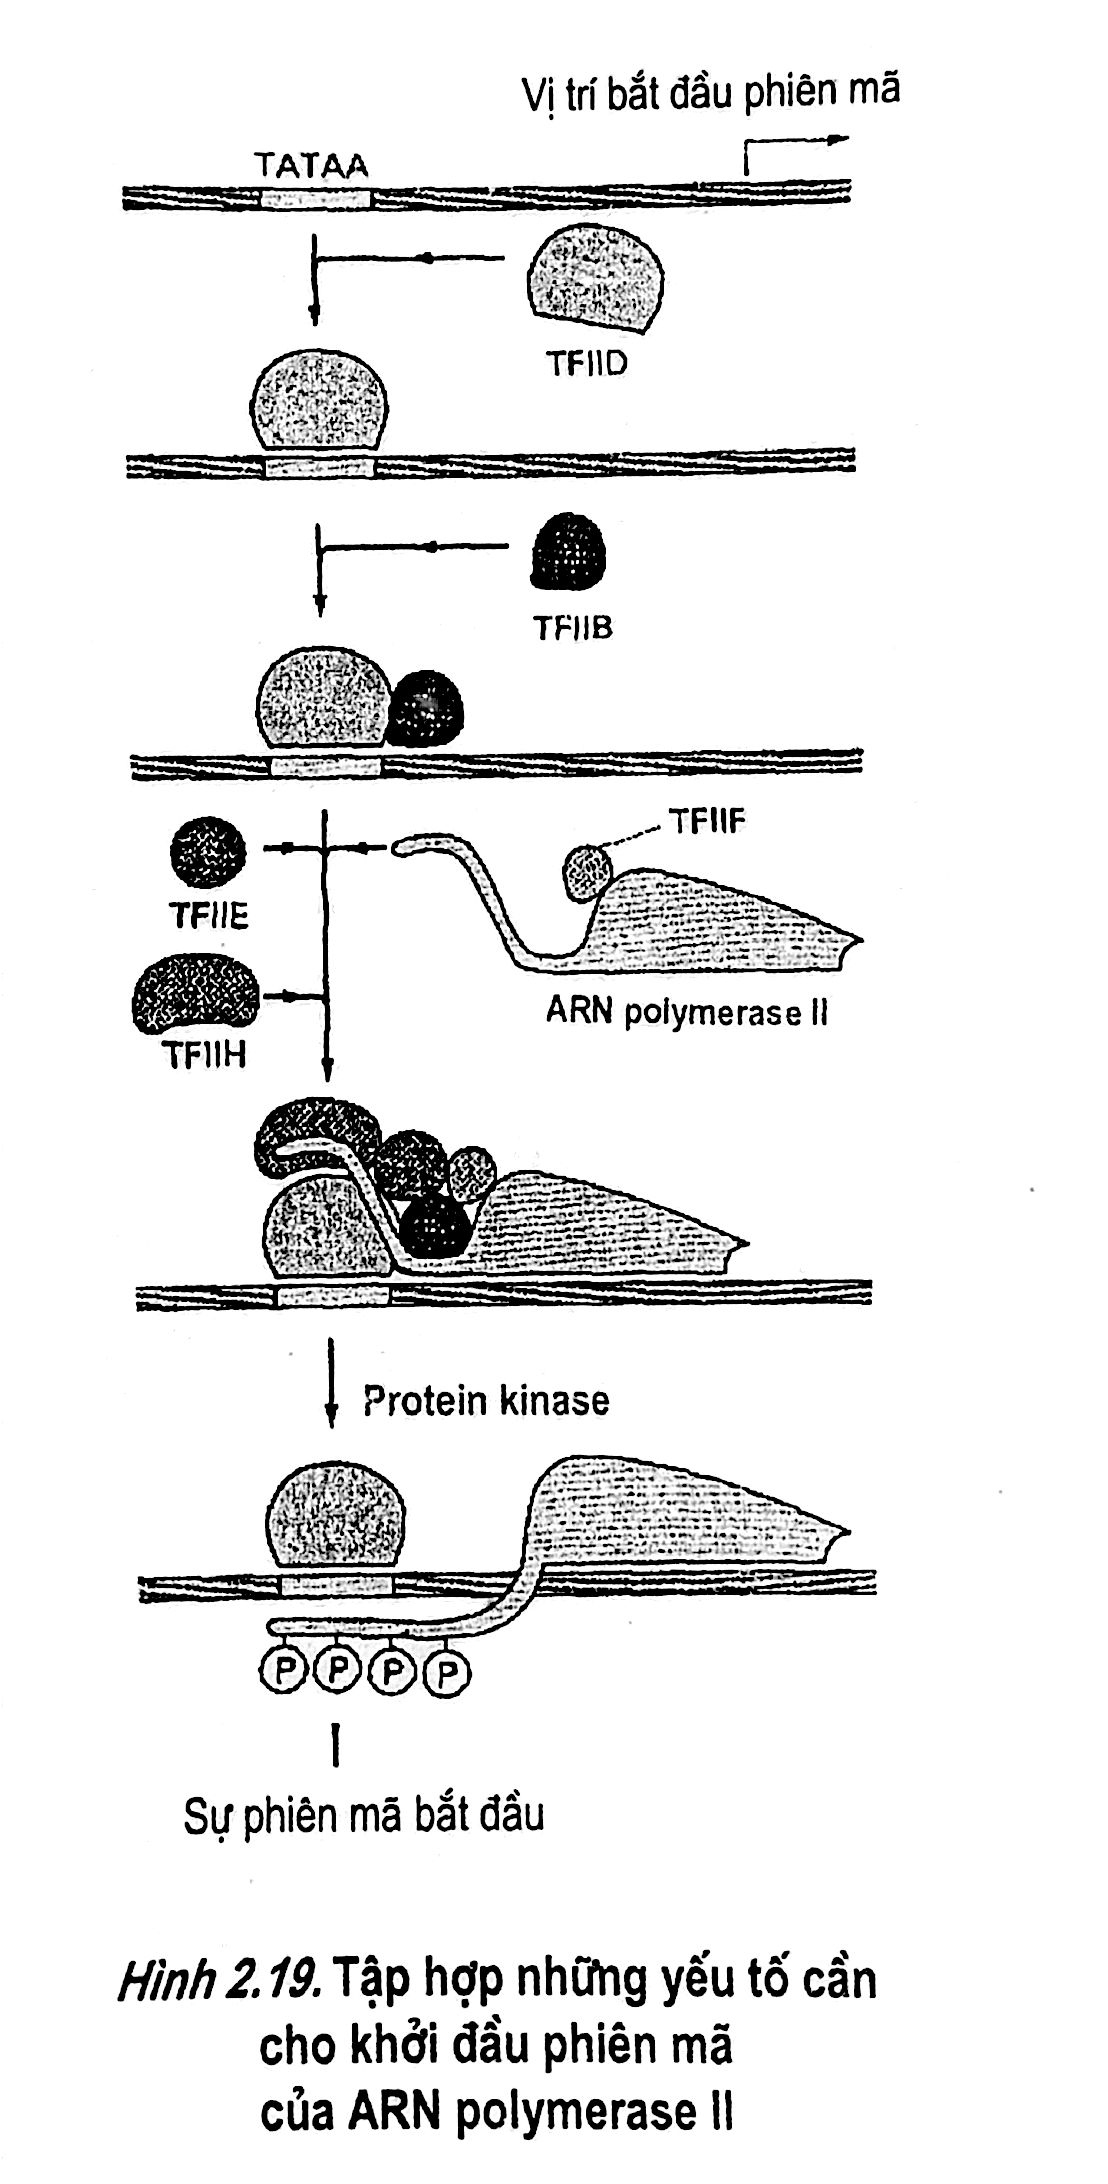 Vị trí bắt đầu phiên mã
TATAA
TFIID
TFIIB
TFIIF
TFIIE
ARN polymerase II
TFIIH
Protein kinase
P P P P
Sự phiên mã bắt đầu
Hình 2.19. Tập hợp những yếu tố cần
cho khởi đầu phiên mã
của ARN polymerase II